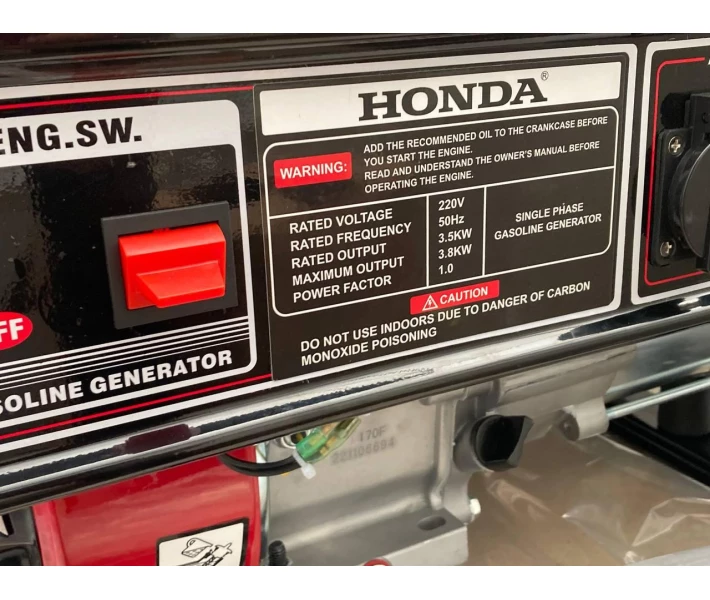 ENG.SW.
FF
SOLINE GENERATOR
HONDA®
WARNING:
ADD THE RECOMMENDED OIL TO THE CRANKCASE BEFORE
YOU START THE ENGINE.
READ AND UNDERSTAND THE OWNER'S MANUAL BEFORE
OPERATING THE ENGINE.
RATED VOLTAGE 220V
RATED FREQUENCY 50Hz
RATED OUTPUT 3.5KW
MAXIMUM OUTPUT 3.8KW
POWER FACTOR 1.0
SINGLE PHASE
GASOLINE GENERATOR
CAUTION
DO NOT USE INDOORS DUE TO DANGER OF CARBON
MONOXIDE POISONING
170F